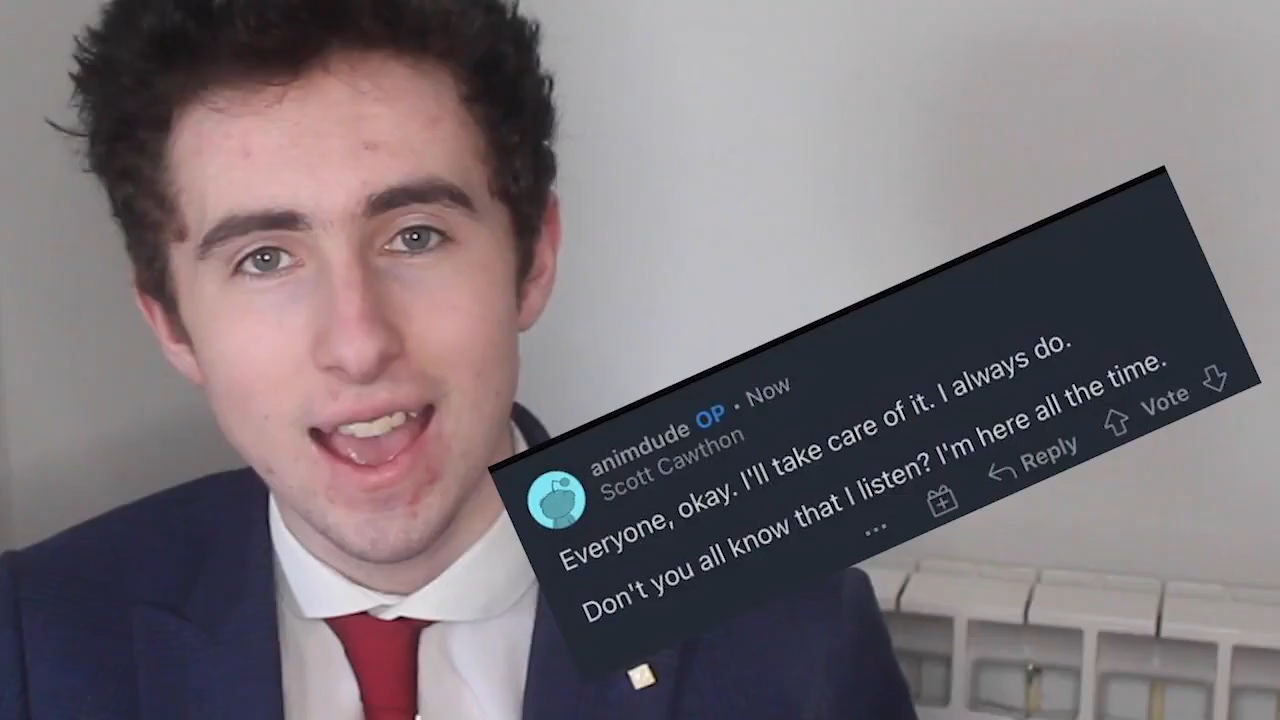 animdude OP · Now
Scott Cawthon
Everyone, okay. I'll take care of it. I always do.
Don't you all know that I listen? I'm here all the time.
... Reply Vote